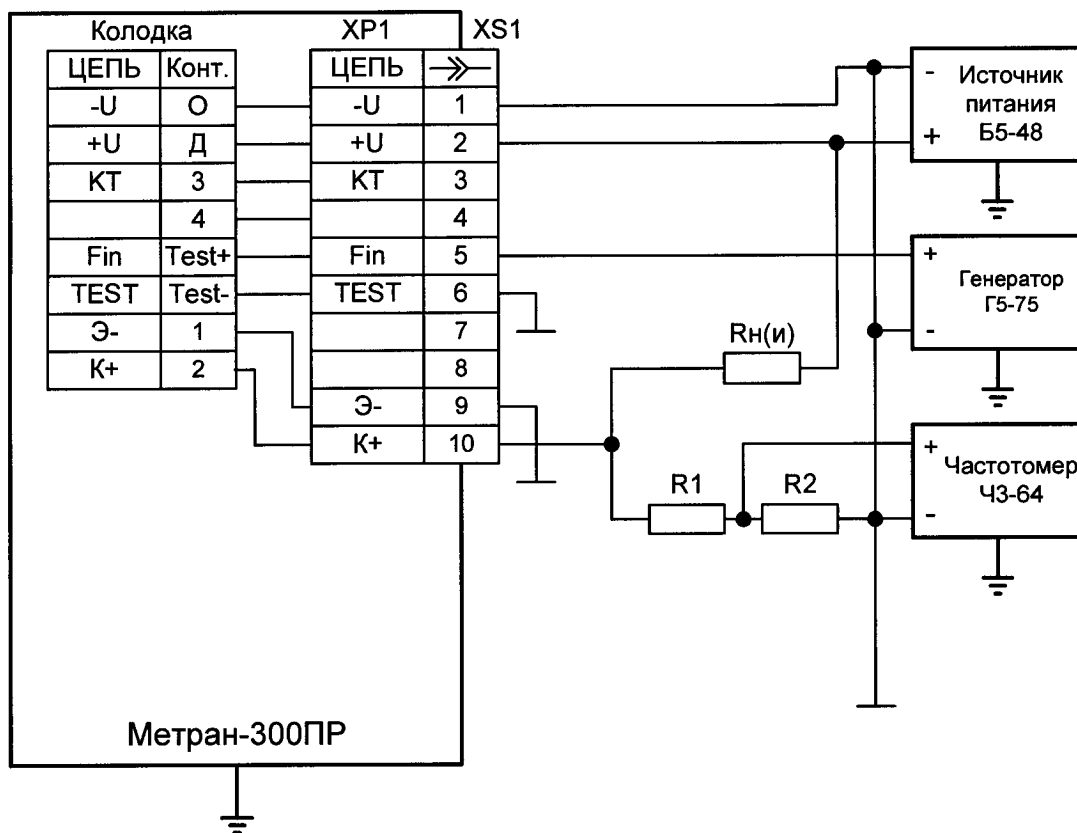 Колодка XP1 XS1
ЦЕПЬ Конт. ЦЕПЬ
-U О -U 1
+U Д +U 2
КТ 3 КТ 3
4 4
Fin Test+ Fin 5
TEST Test- TEST 6
Э- 1 7
К+ 2 8
Э- 9
К+ 10
- Источник
питания
+ Б5-48
+ Генератор
Г5-75
-
Rн(и)
+ Частотомер
Ч3-64
-
R1 R2
Метран-300ПР